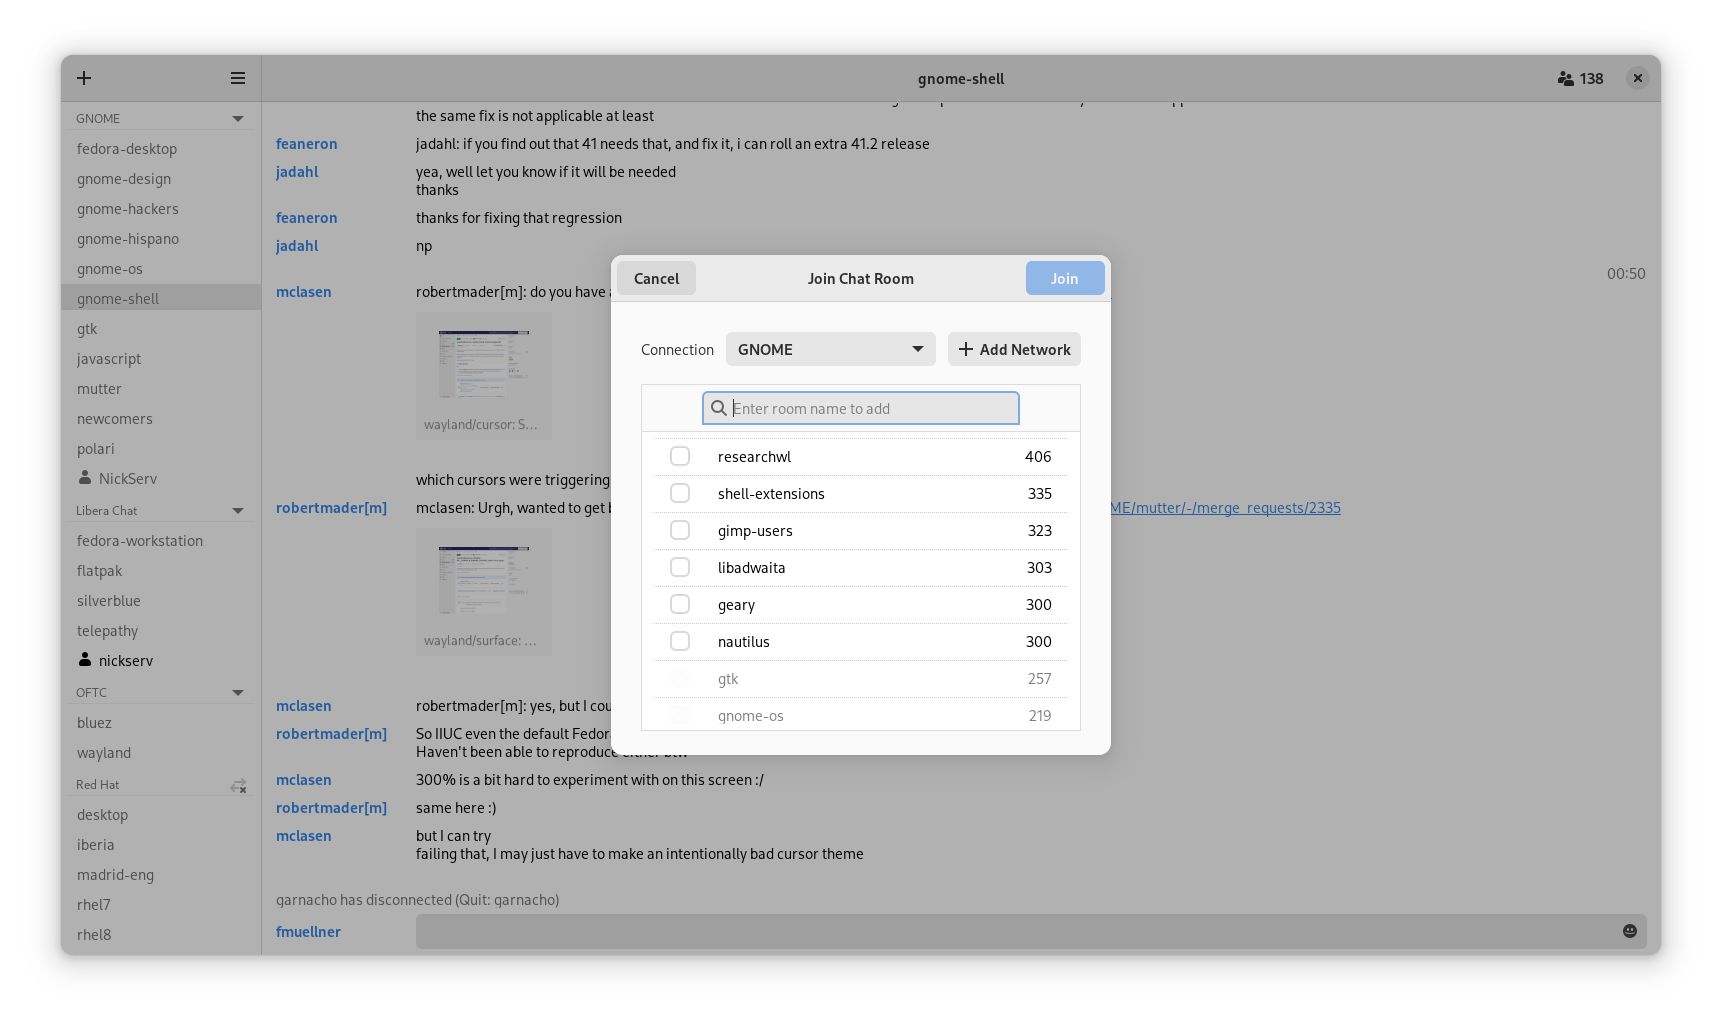 gnome-shell
138
GNOME
fedora-desktop
gnome-design
gnome-hackers
gnome-hispano
gnome-os
gnome-shell
gtk
javascript
mutter
newcomers
polari
NickServ
Libera Chat
fedora-workstation
flatpak
silverblue
telepathy
nickserv
OFTC
bluez
wayland
Red Hat
desktop
iberia
madrid-eng
rhel7
rhel8
the same fix is not applicable at least
feaneron jadahl: if you find out that 41 needs that, and fix it, i can roll an extra 41.2 release
jadahl yea, well let you know if it will be needed
thanks
feaneron thanks for fixing that regression
jadahl np
00:50
mclasen robertmader[m]: do you have
wayland/cursor: S...
which cursors were triggering
robertmader[m] mclasen: Urgh, wanted to get
ME/mutter/-/merge_requests/2335
wayland/surface: ...
mclasen robertmader[m]: yes, but I cou
robertmader[m] So IIUC even the default Fedor
Haven't been able to reproduce either btw
mclasen 300% is a bit hard to experiment with on this screen :/
robertmader[m] same here :)
mclasen but I can try
failing that, I may just have to make an intentionally bad cursor theme
garnacho has disconnected (Quit: garnacho)
fmuellner
Cancel
Join Chat Room
Join
Connection
GNOME
Add Network
Enter room name to add
researchwl 406
shell-extensions 335
gimp-users 323
libadwaita 303
geary 300
nautilus 300
gtk 257
gnome-os 219